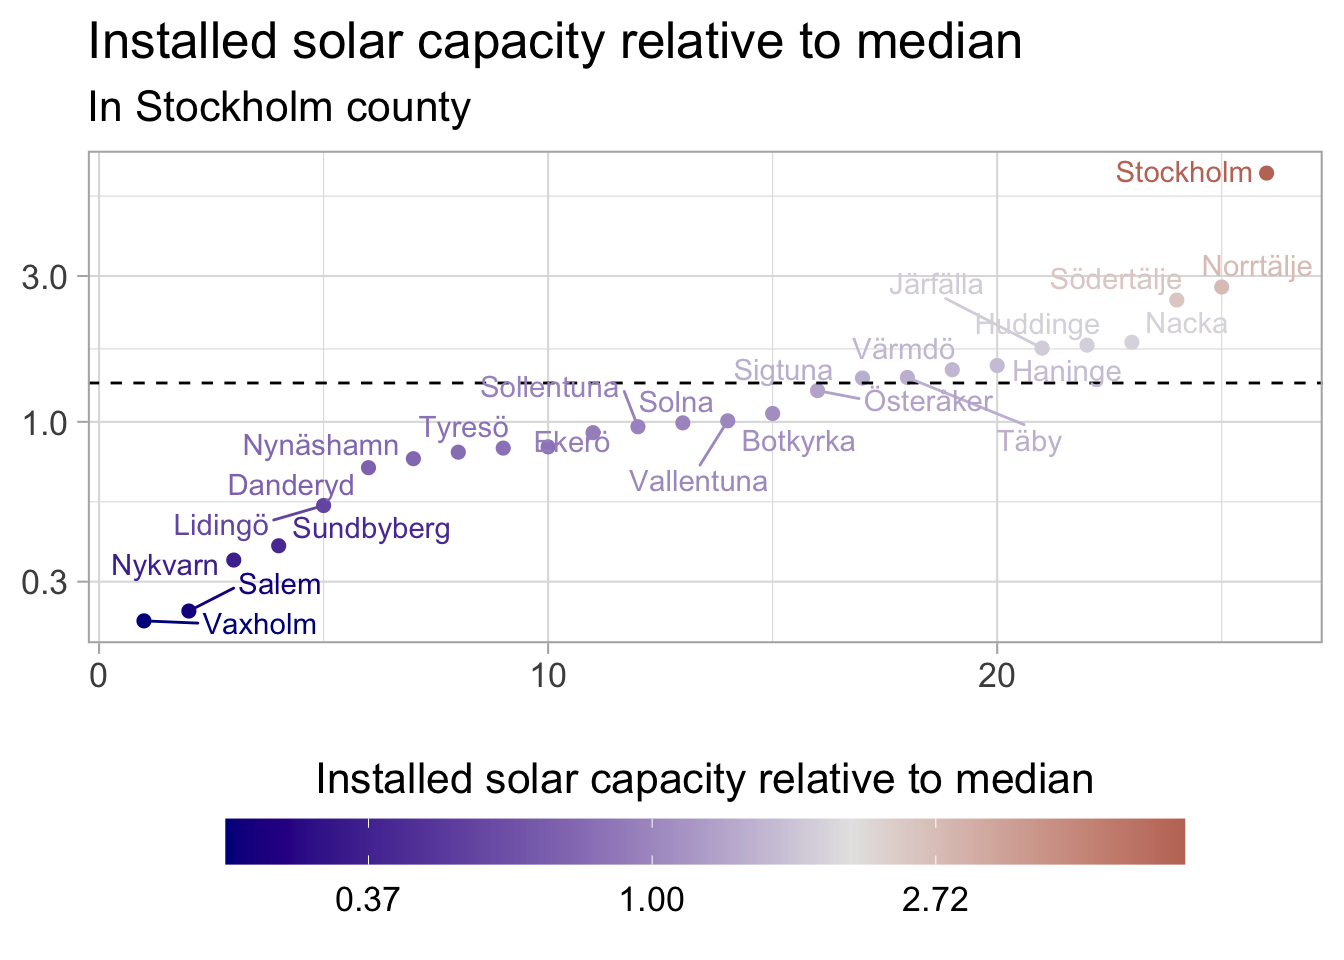 Installed solar capacity relative to median
In Stockholm county
Stockholm
3.0
Norrtälje
Södertälje
Järfälla
Huddinge
Nacka
Värmdö
Sigtuna
Haninge
Sollentuna
Solna
Österåker
1.0
Tyresö
Ekerö
Botkyrka
Täby
Nynäshamn
Danderyd
Vallentuna
Lidingö
Sundbyberg
Nykvarn
0.3
Salem
Vaxholm
0 10 20
Installed solar capacity relative to median
0.37 1.00 2.72